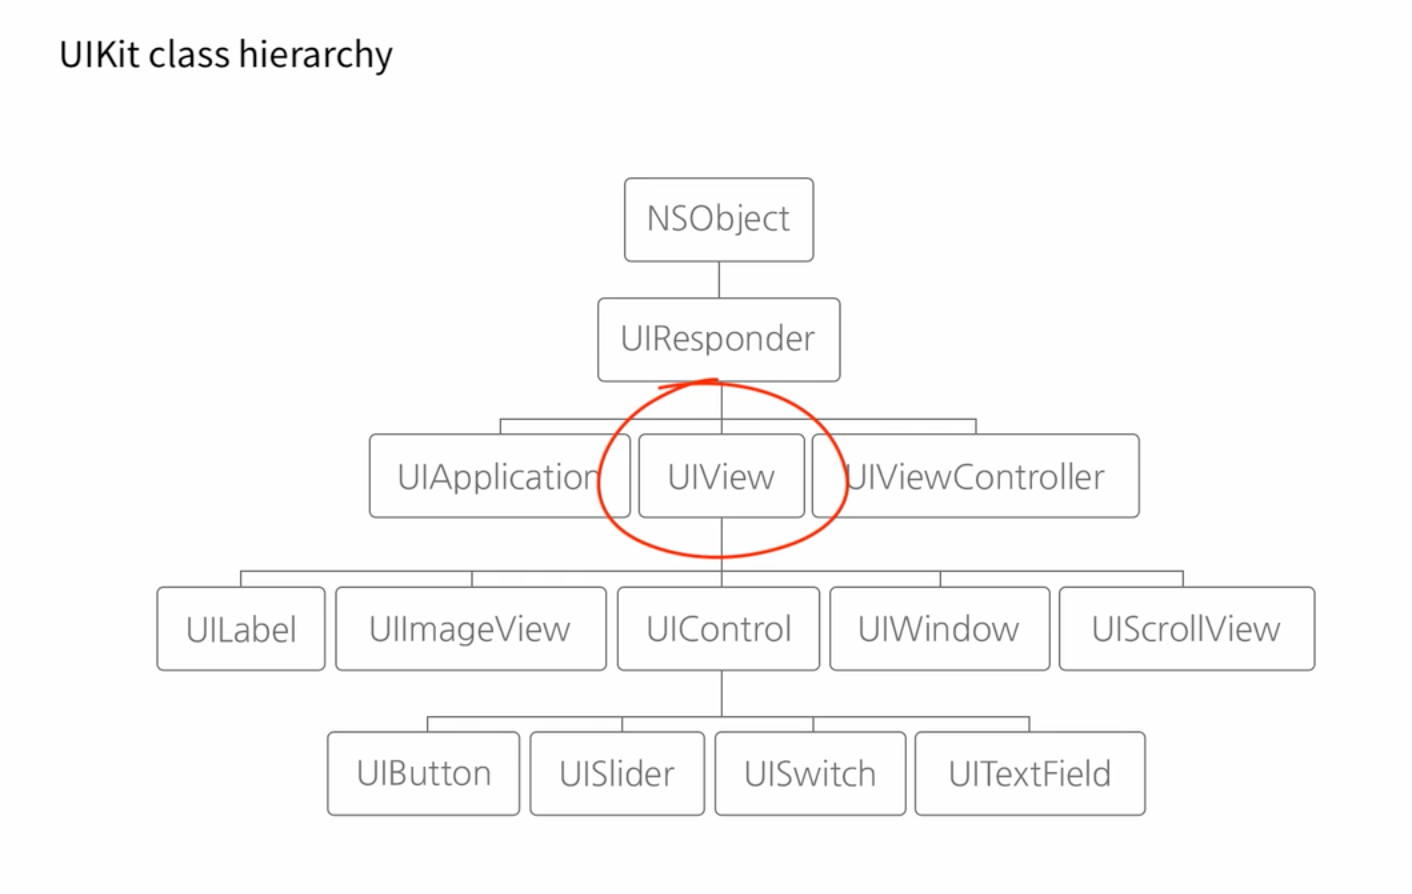 UIKit class hierarchy
NSObject
UIResponder
UIApplication UIView UIViewController
UILabel UIImageView UIControl UIWindow UIScrollView
UIButton UISlider UISwitch UITextField